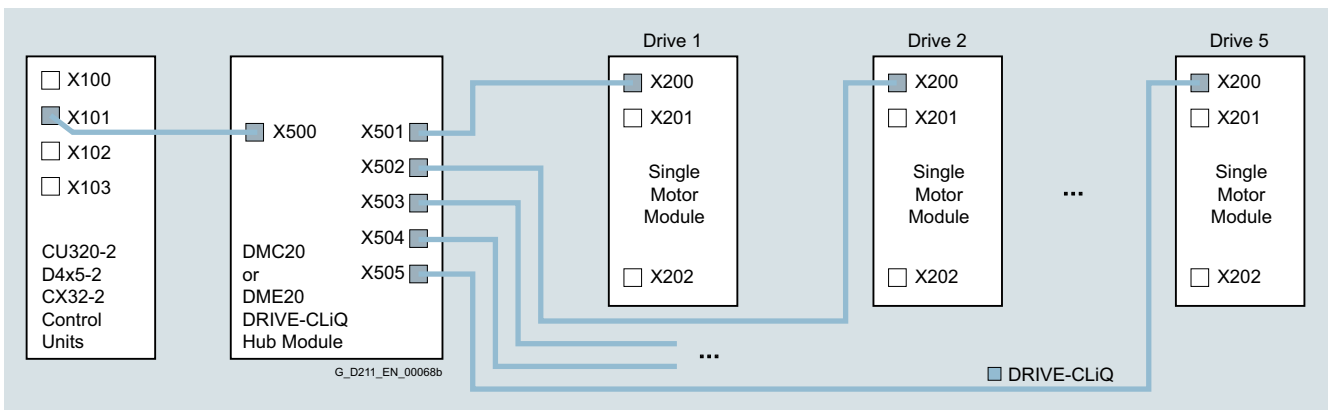 Drive 1
Drive 2
Drive 5
X100
X101
X102
X103
CU320-2
D4x5-2
CX32-2
Control
Units
X500
X501
X502
X503
X504
X505
DMC20
or
DME20
DRIVE-CLiQ
Hub Module
X200
X201
Single
Motor
Module
X202
X200
X201
Single
Motor
Module
X202
...
X200
X201
Single
Motor
Module
X202
...
G_D211_EN_00068b
DRIVE-CLiQ